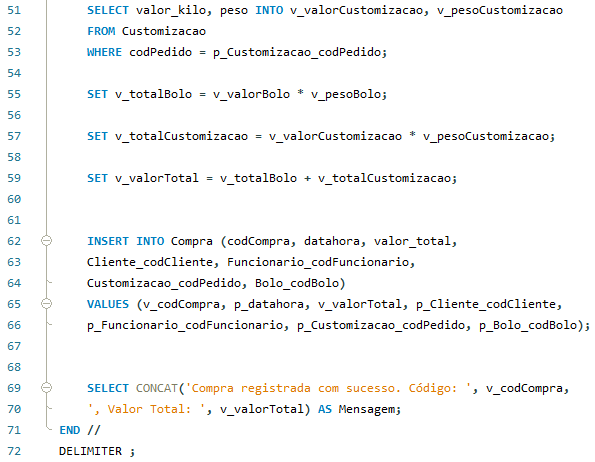 51 SELECT valor_kilo, peso INTO v_valorCustomizacao, v_pesoCustomizacao
52 FROM Customizacao
53 WHERE codPedido = p_Customizacao_codPedido;
54
55 SET v_totalBolo = v_valorBolo * v_pesoBolo;
56
57 SET v_totalCustomizacao = v_valorCustomizacao * v_pesoCustomizacao;
58
59 SET v_valorTotal = v_totalBolo + v_totalCustomizacao;
60
61
62 INSERT INTO Compra (codCompra, datahora, valor_total,
63 Cliente_codCliente, Funcionario_codFuncionario,
64 Customizacao_codPedido, Bolo_codBolo)
65 VALUES (v_codCompra, p_datahora, v_valorTotal, p_Cliente_codCliente,
66 p_Funcionario_codFuncionario, p_Customizacao_codPedido, p_Bolo_codBolo);
67
68
69 SELECT CONCAT('Compra registrada com sucesso. Código: ', v_codCompra,
70 ', Valor Total: ', v_valorTotal) AS Mensagem;
71 END //
72 DELIMITER ;